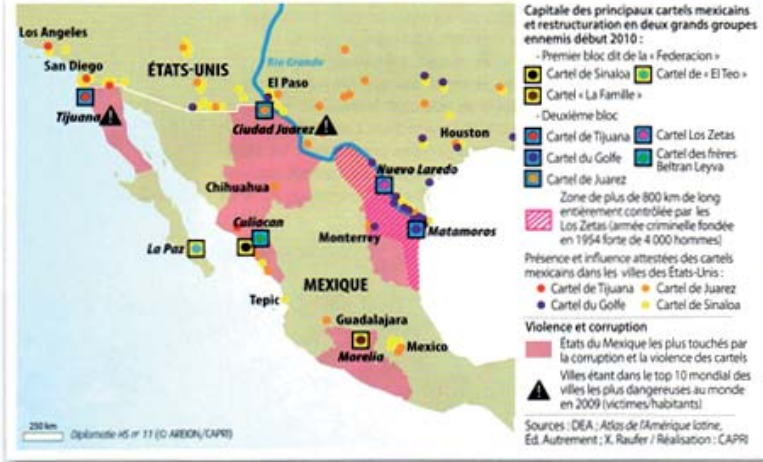 Los Angeles
San Diego
ÉTATS-UNIS
Rio Grande
El Paso
Tijuana
Ciudad Juarez
Houston
Nuevo Laredo
Chihuahua
Culiacan
La Paz
Monterrey
Matamoros
MEXIQUE
Tepic
Guadalajara
Mexico
Morelia
250 km
Diplomatie HS nº 11 (© AREION/CAPRI)
Capitale des principaux cartels mexicains
et restructuration en deux grands groupes
ennemis début 2010 :
- Premier bloc dit de la « Federacion »
Cartel de Sinaloa
Cartel de « El Teo »
Cartel « La Famille »
- Deuxième bloc
Cartel de Tijuana
Cartel Los Zetas
Cartel du Golfe
Cartel des frères
Beltran Leyva
Cartel de Juarez
Zone de plus de 800 km de long
entièrement contrôlée par les
Los Zetas (armée criminelle fondée
en 1954 forte de 4 000 hommes)
Présence et influence attestées des cartels
mexicains dans les villes des États-Unis :
Cartel de Tijuana
Cartel de Juarez
Cartel du Golfe
Cartel de Sinaloa
Violence et corruption
États du Mexique les plus touchés par
la corruption et la violence des cartels
Villes étant dans le top 10 mondial des
villes les plus dangereuses au monde
en 2009 (victimes/habitants)
Sources : DEA ; Atlas de l'Amérique latine,
Éd. Autrement ; X. Raufer / Réalisation : CAPRI